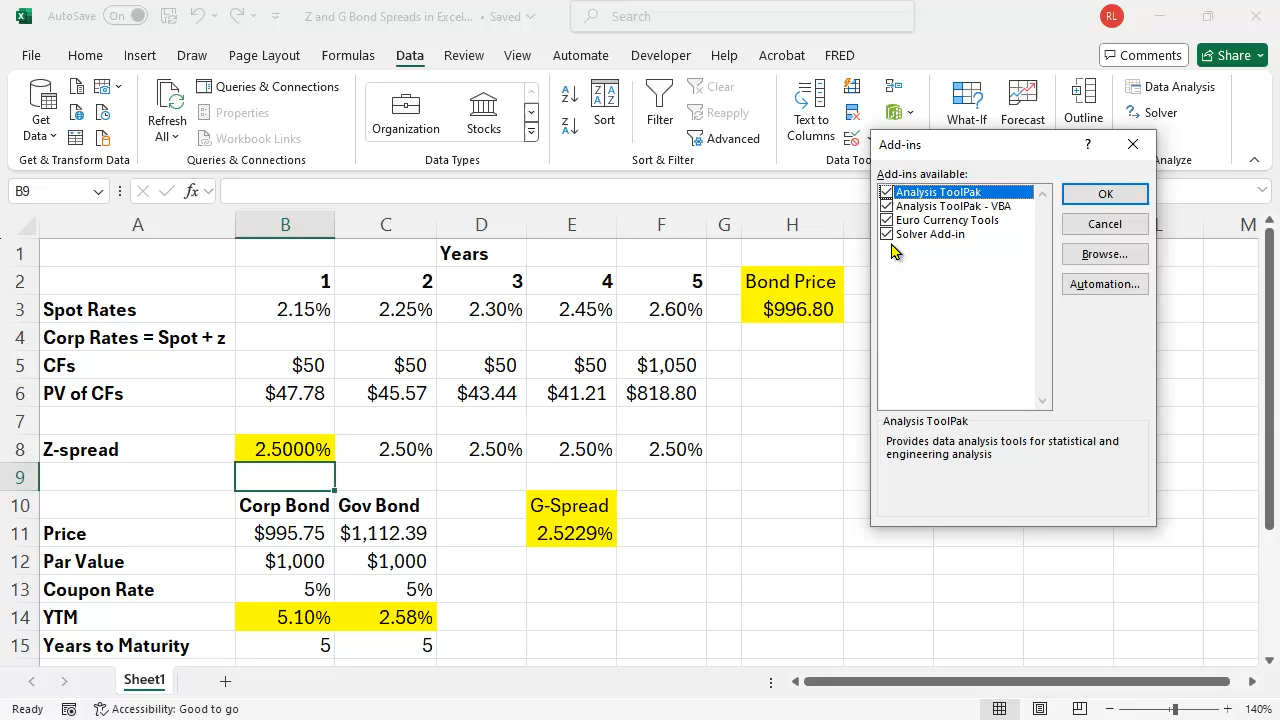 AutoSave On Z and G Bond Spreads in Excel... • Saved Search RL
File Home Insert Draw Page Layout Formulas Data Review View Automate Developer Help Acrobat FRED Comments Share
Get Data Refresh All Queries & Connections Properties Workbook Links Organization Stocks Sort Filter Clear Reapply Advanced Text to Columns What-If Forecast Outline Data Analysis Solver
Get & Transform Data Queries & Connections Data Types Sort & Filter Data Too
B9 fx
A B C D E F G H M
1 Years
2 1 2 3 4 5 Bond Price
3 Spot Rates 2.15% 2.25% 2.30% 2.45% 2.60% $996.80
4 Corp Rates = Spot + z
5 CFs $50 $50 $50 $50 $1,050
6 PV of CFs $47.78 $45.57 $43.44 $41.21 $818.80
7
8 Z-spread 2.5000% 2.50% 2.50% 2.50% 2.50%
9
10 Corp Bond Gov Bond G-Spread
11 Price $995.75 $1,112.39 2.5229%
12 Par Value $1,000 $1,000
13 Coupon Rate 5% 5%
14 YTM 5.10% 2.58%
15 Years to Maturity 5 5
Add-ins ?
Add-ins available:
Analysis ToolPak
Analysis ToolPak - VBA
Euro Currency Tools
Solver Add-in
OK
Cancel
Browse...
Automation...
Analysis ToolPak
Provides data analysis tools for statistical and
engineering analysis
Sheet1
Ready Accessibility: Good to go 140%